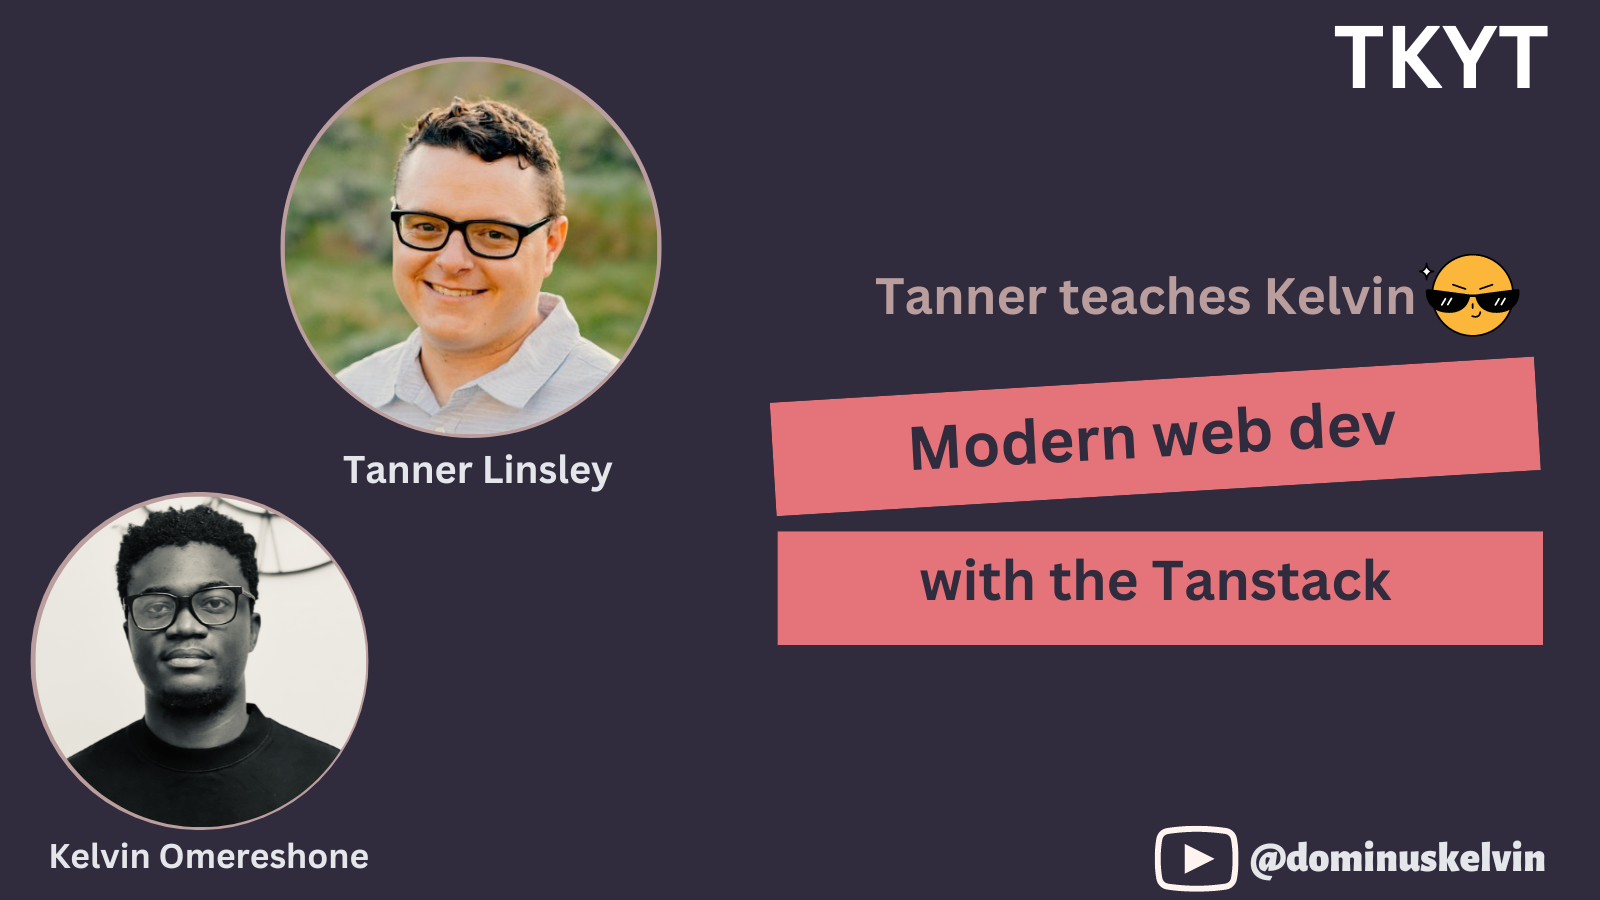 TKYT
Tanner teaches Kelvin
Modern web dev
with the Tanstack
Tanner Linsley
Kelvin Omereshone
@dominuskelvin